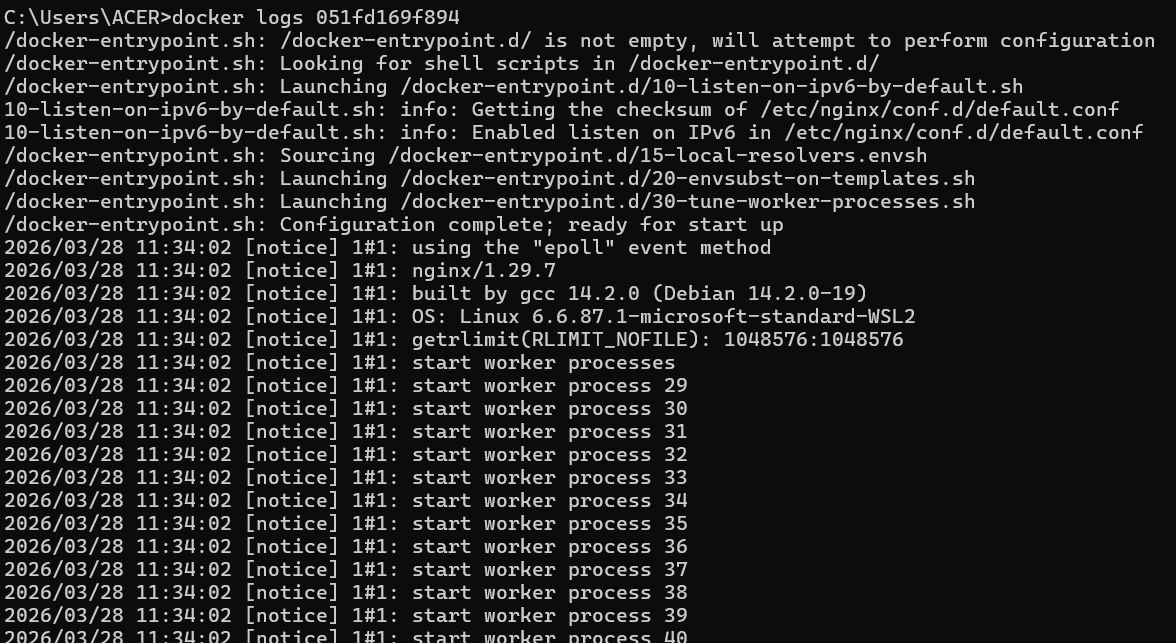 C:\Users\ACER>docker logs 051fd169f894
/docker-entrypoint.sh: /docker-entrypoint.d/ is not empty, will attempt to perform configuration
/docker-entrypoint.sh: Looking for shell scripts in /docker-entrypoint.d/
/docker-entrypoint.sh: Launching /docker-entrypoint.d/10-listen-on-ipv6-by-default.sh
10-listen-on-ipv6-by-default.sh: info: Getting the checksum of /etc/nginx/conf.d/default.conf
10-listen-on-ipv6-by-default.sh: info: Enabled listen on IPv6 in /etc/nginx/conf.d/default.conf
/docker-entrypoint.sh: Sourcing /docker-entrypoint.d/15-local-resolvers.envsh
/docker-entrypoint.sh: Launching /docker-entrypoint.d/20-envsubst-on-templates.sh
/docker-entrypoint.sh: Launching /docker-entrypoint.d/30-tune-worker-processes.sh
/docker-entrypoint.sh: Configuration complete; ready for start up
2026/03/28 11:34:02 [notice] 1#1: using the "epoll" event method
2026/03/28 11:34:02 [notice] 1#1: nginx/1.29.7
2026/03/28 11:34:02 [notice] 1#1: built by gcc 14.2.0 (Debian 14.2.0-19)
2026/03/28 11:34:02 [notice] 1#1: OS: Linux 6.6.87.1-microsoft-standard-WSL2
2026/03/28 11:34:02 [notice] 1#1: getrlimit(RLIMIT_NOFILE): 1048576:1048576
2026/03/28 11:34:02 [notice] 1#1: start worker processes
2026/03/28 11:34:02 [notice] 1#1: start worker process 29
2026/03/28 11:34:02 [notice] 1#1: start worker process 30
2026/03/28 11:34:02 [notice] 1#1: start worker process 31
2026/03/28 11:34:02 [notice] 1#1: start worker process 32
2026/03/28 11:34:02 [notice] 1#1: start worker process 33
2026/03/28 11:34:02 [notice] 1#1: start worker process 34
2026/03/28 11:34:02 [notice] 1#1: start worker process 35
2026/03/28 11:34:02 [notice] 1#1: start worker process 36
2026/03/28 11:34:02 [notice] 1#1: start worker process 37
2026/03/28 11:34:02 [notice] 1#1: start worker process 38
2026/03/28 11:34:02 [notice] 1#1: start worker process 39
2026/03/28 11:34:02 [notice] 1#1: start worker process 40